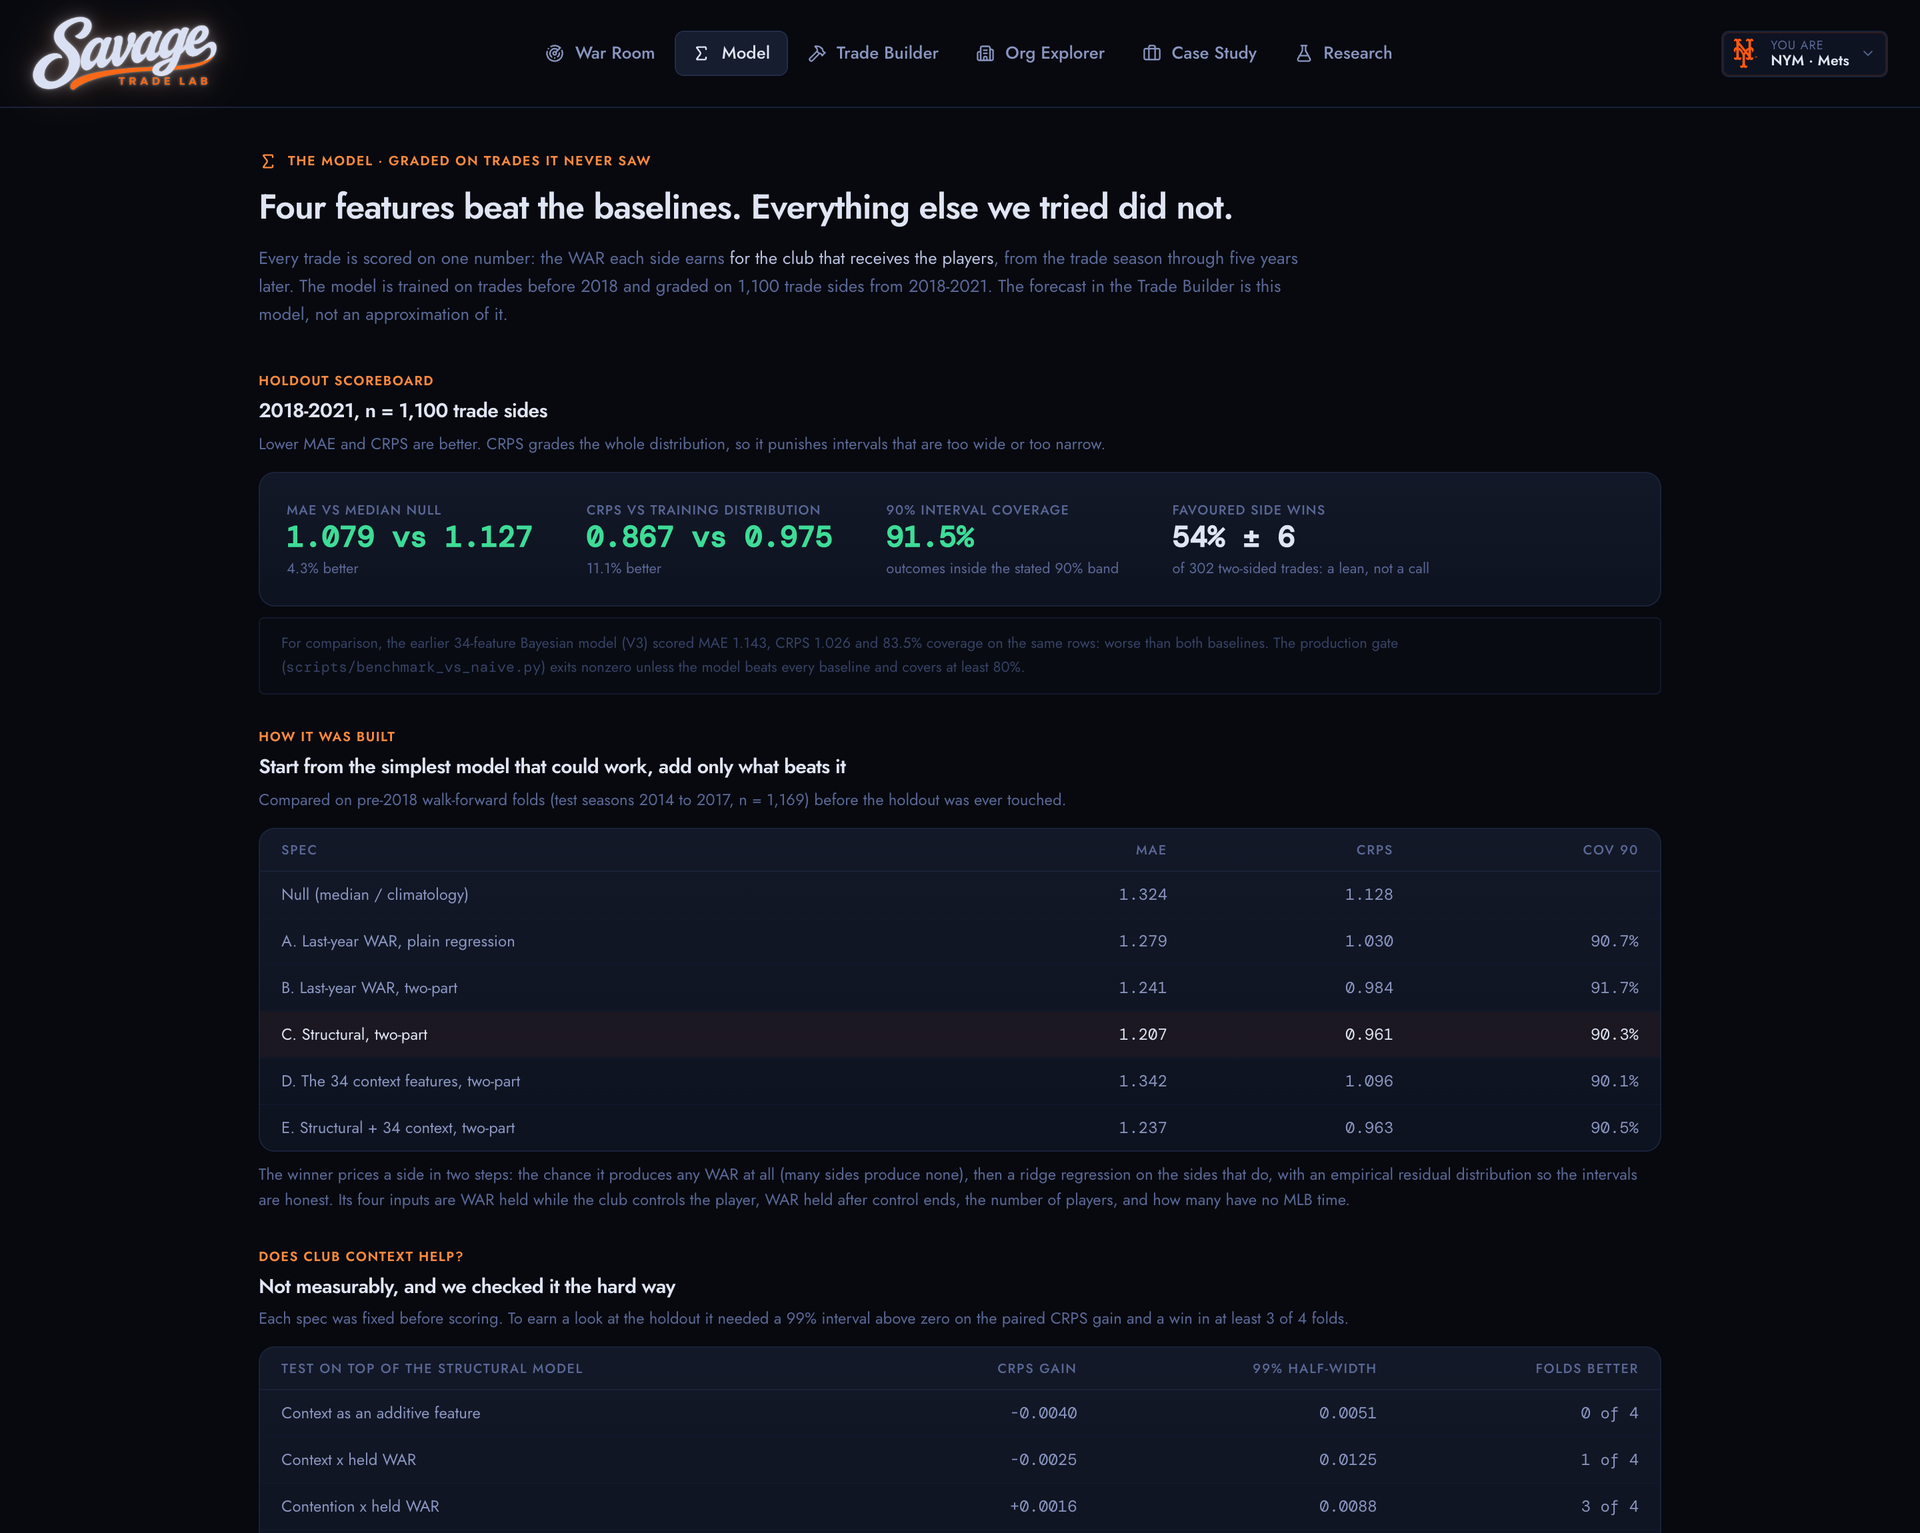 Savage
TRADE LAB
War Room
Model
Trade Builder
Org Explorer
Case Study
Research
YOU ARE
NYM · Mets
THE MODEL · GRADED ON TRADES IT NEVER SAW
Four features beat the baselines. Everything else we tried did not.
Every trade is scored on one number: the WAR each side earns for the club that receives the players, from the trade season through five years
later. The model is trained on trades before 2018 and graded on 1,100 trade sides from 2018-2021. The forecast in the Trade Builder is this
model, not an approximation of it.
HOLDOUT SCOREBOARD
2018-2021, n = 1,100 trade sides
Lower MAE and CRPS are better. CRPS grades the whole distribution, so it punishes intervals that are too wide or too narrow.
MAE VS MEDIAN NULL
1.079 vs 1.127
4.3% better
CRPS VS TRAINING DISTRIBUTION
0.867 vs 0.975
11.1% better
90% INTERVAL COVERAGE
91.5%
outcomes inside the stated 90% band
FAVOURED SIDE WINS
54% ± 6
of 302 two-sided trades: a lean, not a call
For comparison, the earlier 34-feature Bayesian model (V3) scored MAE 1.143, CRPS 1.026 and 83.5% coverage on the same rows: worse than both baselines. The production gate
(scripts/benchmark_vs_naive.py) exits nonzero unless the model beats every baseline and covers at least 80%.
HOW IT WAS BUILT
Start from the simplest model that could work, add only what beats it
Compared on pre-2018 walk-forward folds (test seasons 2014 to 2017, n = 1,169) before the holdout was ever touched.
SPEC MAE CRPS COV 90
Null (median / climatology) 1.324 1.128
A. Last-year WAR, plain regression 1.279 1.030 90.7%
B. Last-year WAR, two-part 1.241 0.984 91.7%
C. Structural, two-part 1.207 0.961 90.3%
D. The 34 context features, two-part 1.342 1.096 90.1%
E. Structural + 34 context, two-part 1.237 0.963 90.5%
The winner prices a side in two steps: the chance it produces any WAR at all (many sides produce none), then a ridge regression on the sides that do, with an empirical residual distribution so the intervals
are honest. Its four inputs are WAR held while the club controls the player, WAR held after control ends, the number of players, and how many have no MLB time.
DOES CLUB CONTEXT HELP?
Not measurably, and we checked it the hard way
Each spec was fixed before scoring. To earn a look at the holdout it needed a 99% interval above zero on the paired CRPS gain and a win in at least 3 of 4 folds.
TEST ON TOP OF THE STRUCTURAL MODEL CRPS GAIN 99% HALF-WIDTH FOLDS BETTER
Context as an additive feature -0.0040 0.0051 0 of 4
Context x held WAR -0.0025 0.0125 1 of 4
Contention x held WAR +0.0016 0.0088 3 of 4